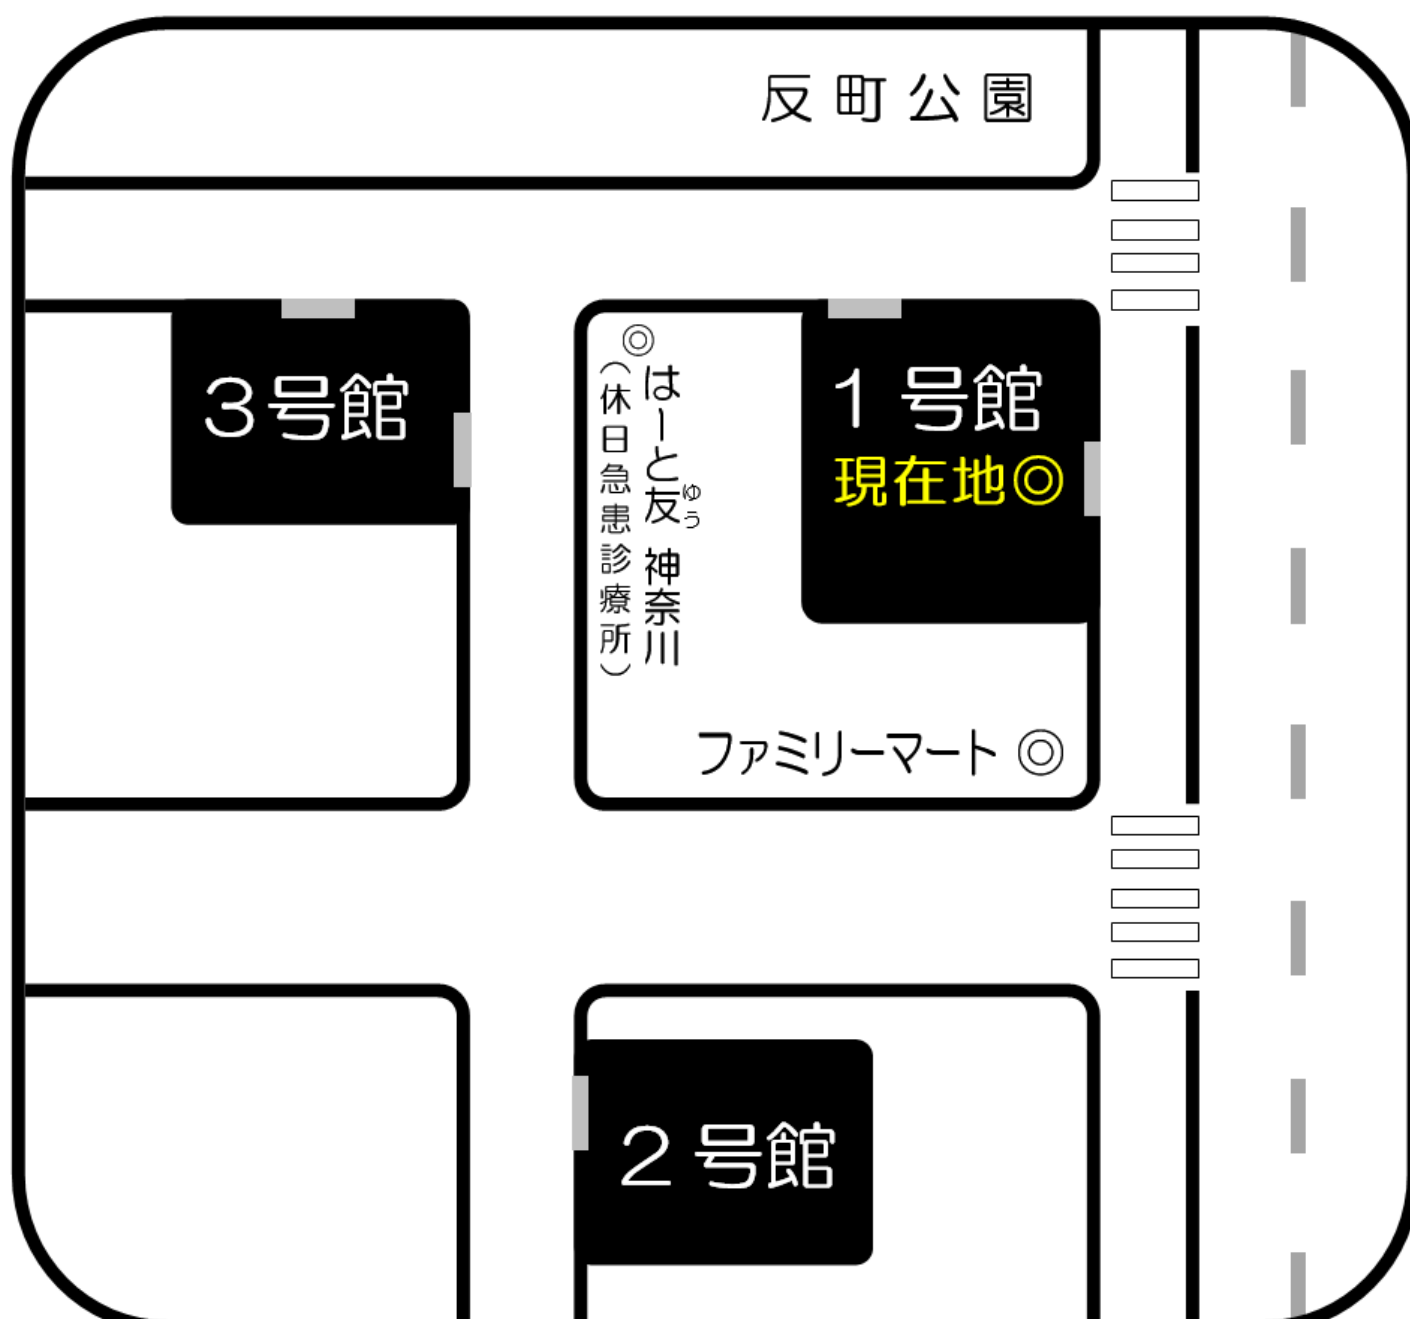 反町公園
3号館
1号館
現在地◎
◎
はーと友 神奈川
ゆう
(休日急患診療所)
ファミリーマート ◎
2号館